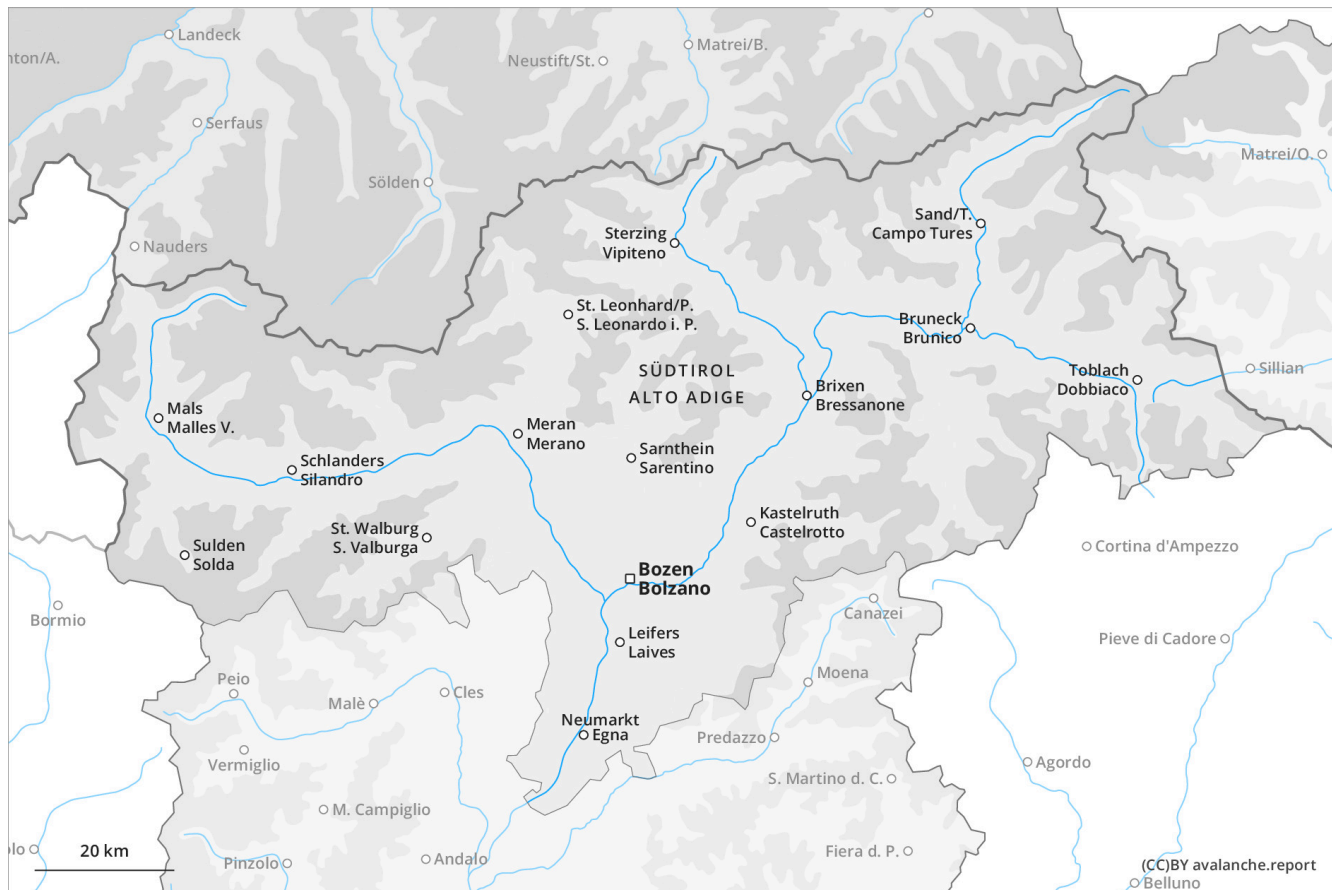 Landeck
nton/A.
Neustift/St.
Matrei/B.
Serfaus
Matrei/O.
Sölden
Nauders
Sand/T.
Campo Tures
Sterzing
Vipiteno
St. Leonhard/P.
S. Leonardo i. P.
Bruneck
Brunico
SÜDTIROL
ALTO ADIGE
Toblach
Dobbiaco
Sillian
Brixen
Bressanone
Mals
Malles V.
Meran
Merano
Sarnthein
Sarentino
Schlanders
Silandro
Kastelruth
Castelrotto
St. Walburg
S. Valburga
Sulden
Solda
Cortina d'Ampezzo
Bozen
Bolzano
Bormio
Canazei
Leifers
Laives
Pieve di Cadore
Peio
Malè
Cles
Moena
Neumarkt
Egna
Predazzo
Vermiglio
Agordo
S. Martino d. C.
M. Campiglio
20 km
olo
Pinzolo
Andalo
Fiera d. P.
(CC)BY avalanche.report
Belluno